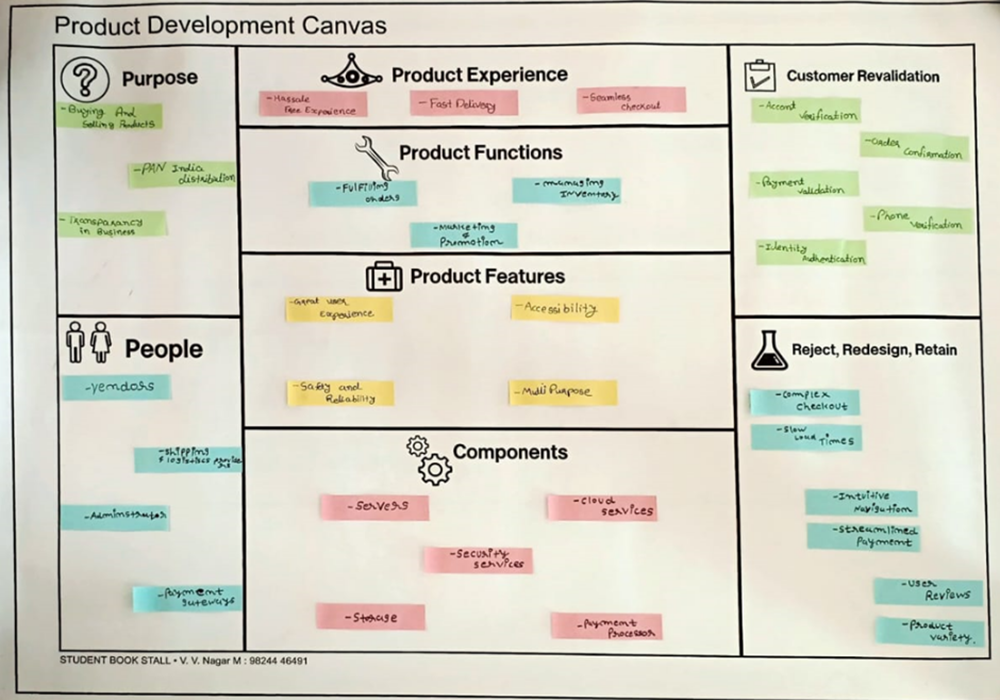 Product Development Canvas
Purpose
-Buying And
Selling Products
-PAN India
distribution
-Transparancy
in Business
Product Experience
-Hassale
Free Experience
-Fast Delivery
-Seamless
checkout
Product Functions
-Fulfiling
orders
-managing
Inventory
-Marketing
&
Promotion
Product Features
-Great user
Experience
-Accessibility
-Safety and
Reliability
-Multi Purpose
Components
-Servers
-cloud
services
-Security
services
-Storage
-Payment
Processor
Customer Revalidation
-Accont
verification
-Order
Confirmation
-Payment
validation
-Phone
verification
-Identity
Authentication
People
-vendors
-Shipping
& logistics
-Administrator
-Payment
gateways
Reject, Redesign, Retain
-Complex
checkout
-Slow
Load Times
-Intuitive
Navigation
-Streamlined
Payment
-User
Reviews
-Product
variety.
STUDENT BOOK STALL • V. V. Nagar M : 98244 46491